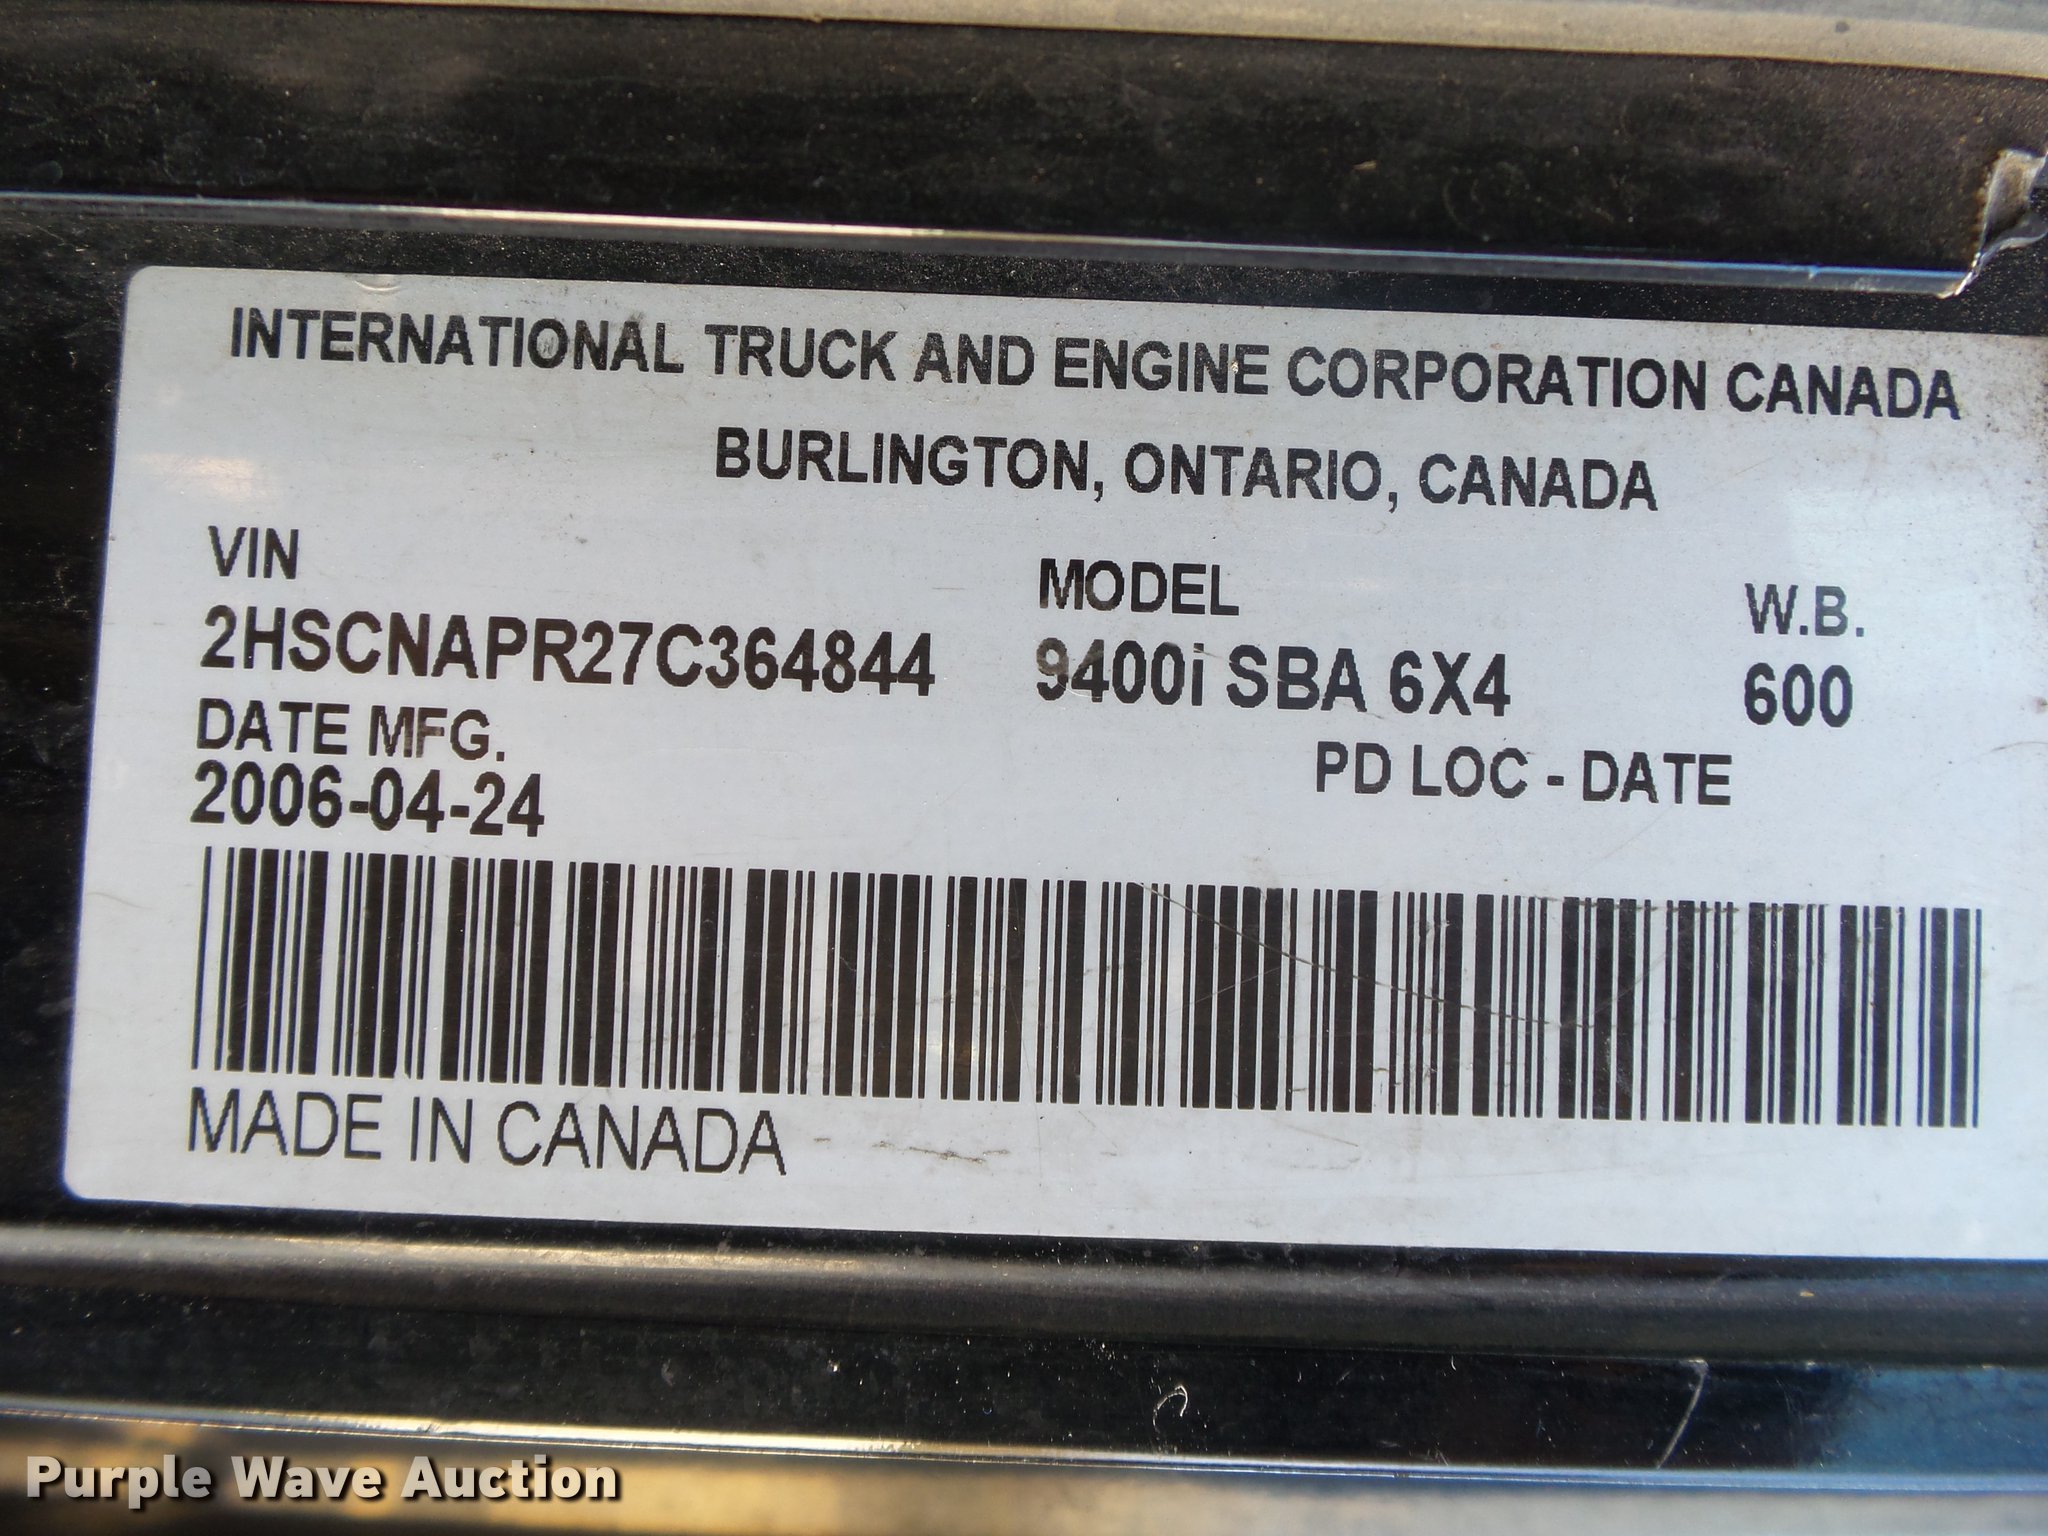 INTERNATIONAL TRUCK AND ENGINE CORPORATION CANADA
BURLINGTON, ONTARIO, CANADA
VIN MODEL W.B.
2HSCNAPR27C364844 9400i SBA 6X4 600
DATE MFG. PD LOC - DATE
2006-04-24
MADE IN CANADA
Purple Wave Auction